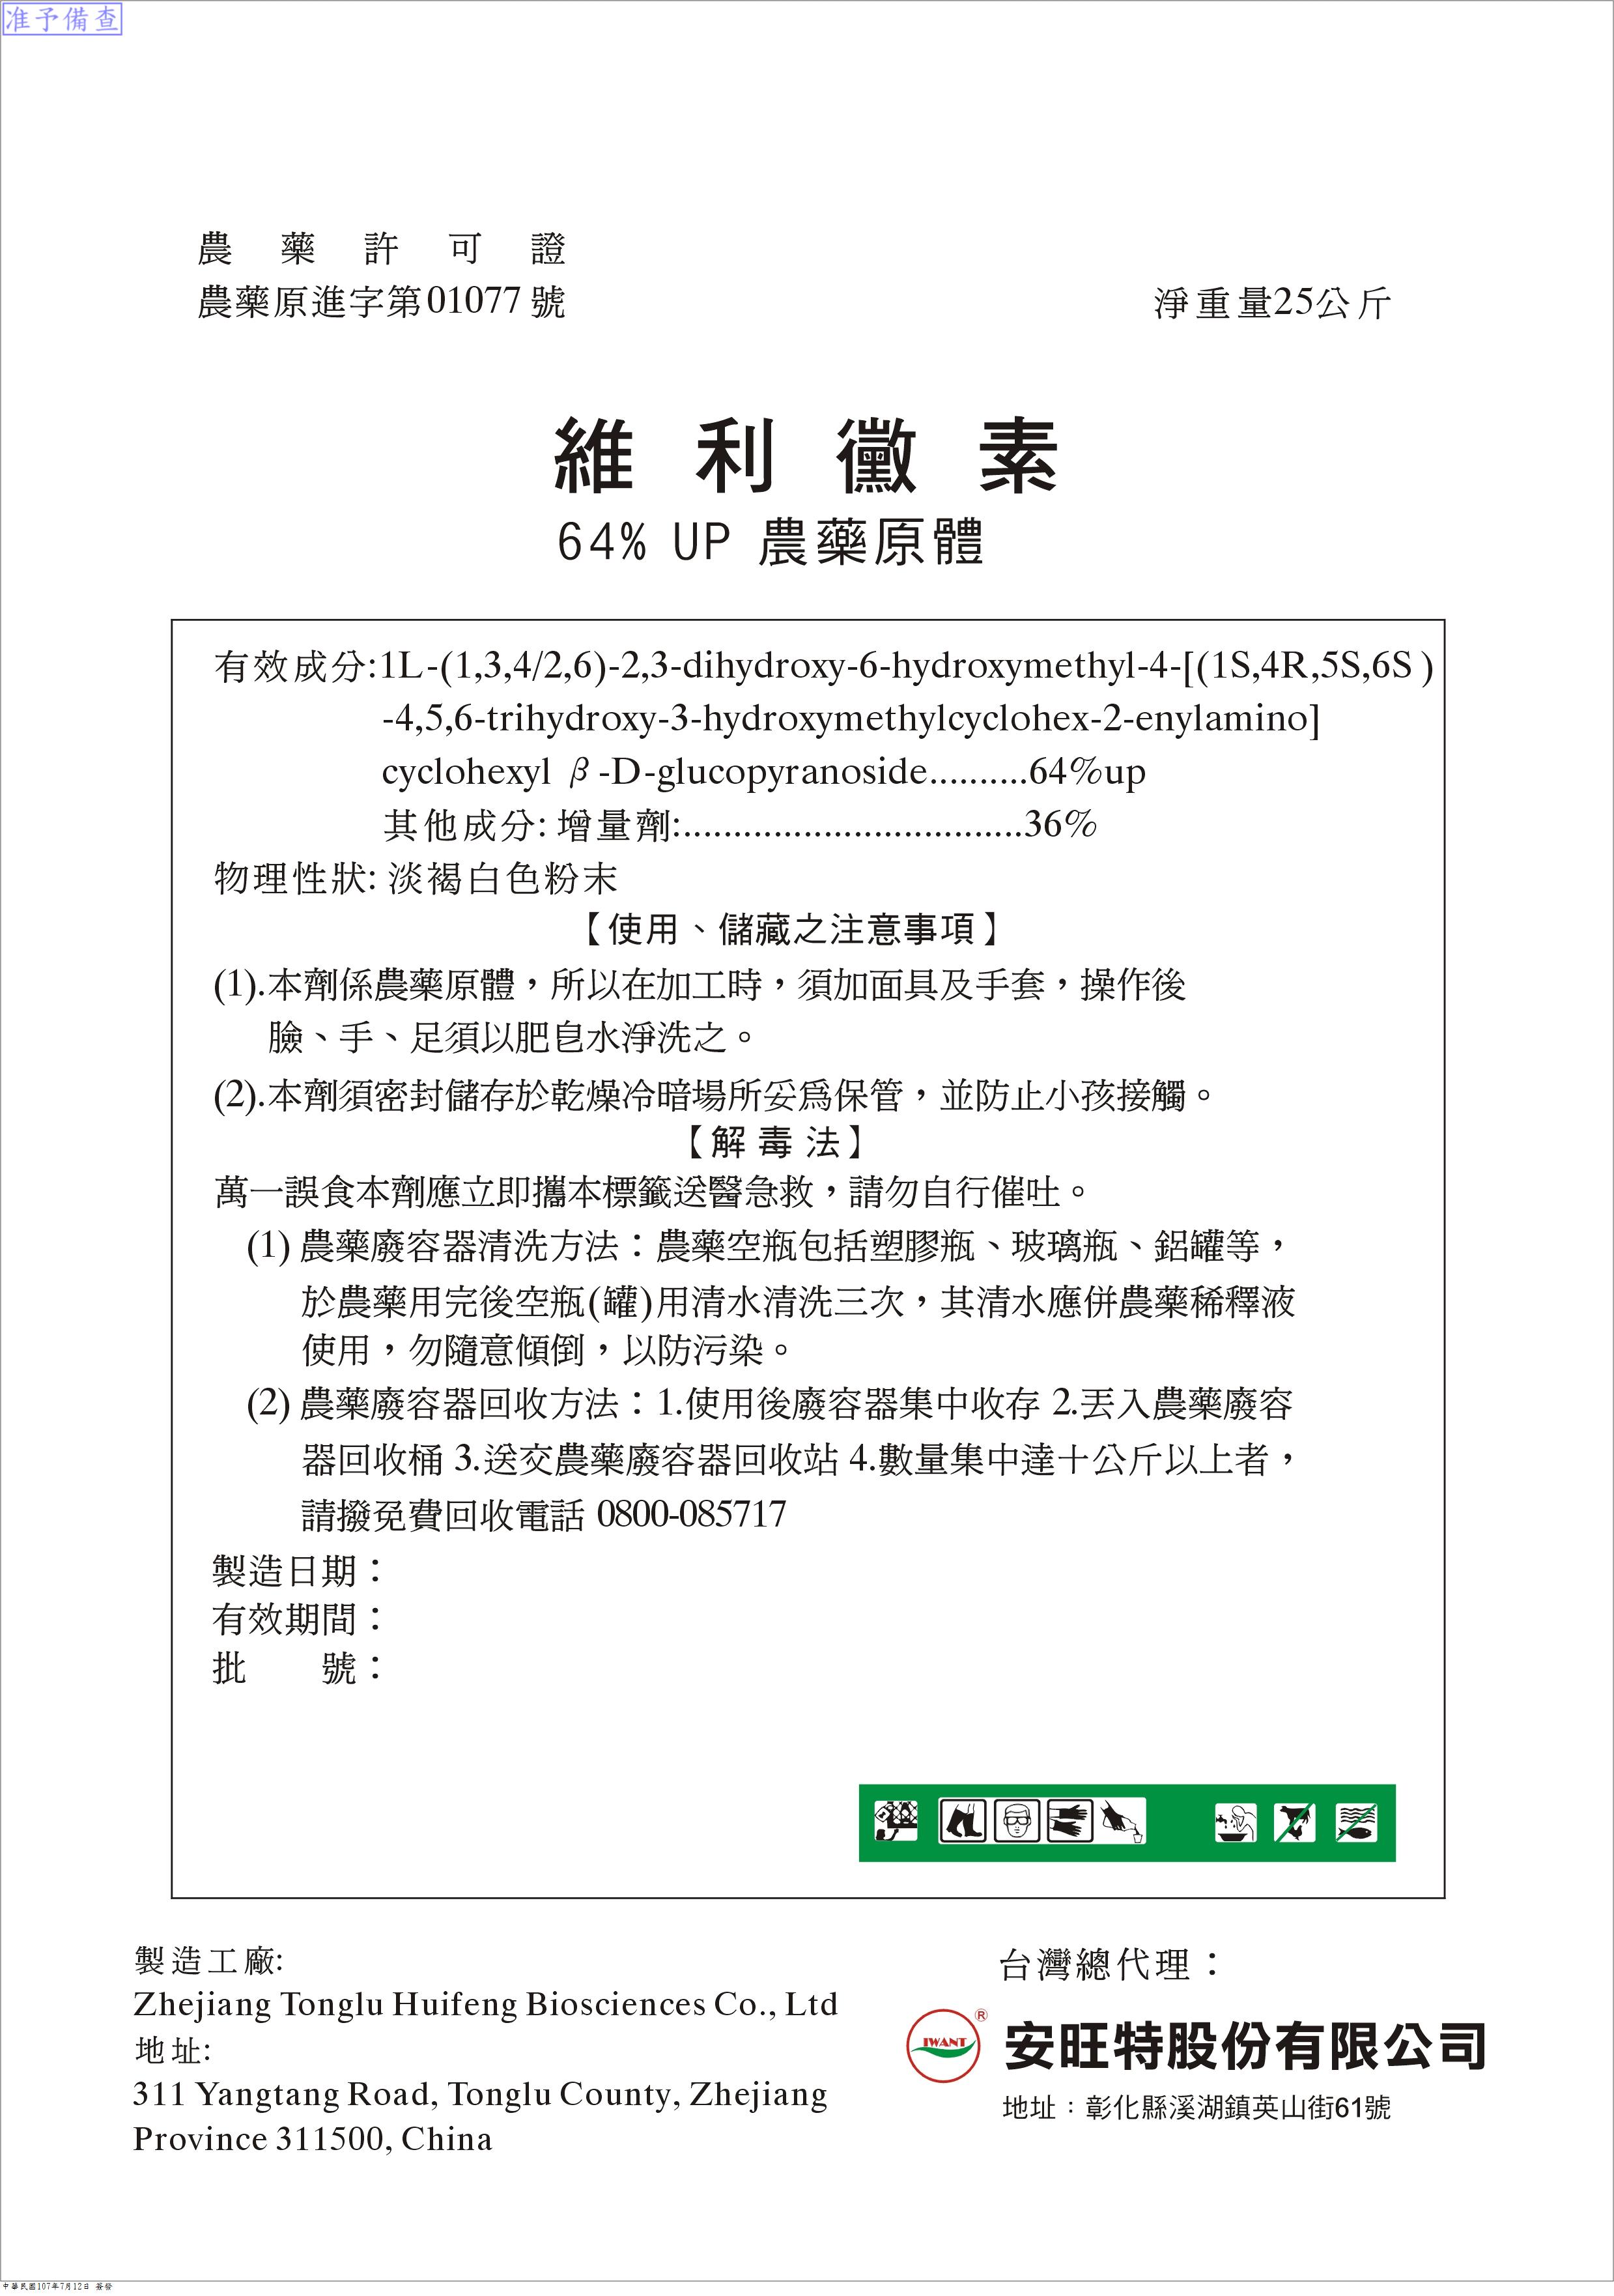 准予備查
農藥許可證
農藥原進字第01077號
淨重量25公斤
維利黴素
64% UP 農藥原體
有效成分:1L-(1,3,4/2,6)-2,3-dihydroxy-6-hydroxymethyl-4-[(1S,4R,5S,6S)
-4,5,6-trihydroxy-3-hydroxymethylcyclohex-2-enylamino]
cyclohexyl β-D-glucopyranoside..........64%up
其他成分: 增量劑:..................................36%
物理性狀: 淡褐白色粉末
【使用、儲藏之注意事項】
(1).本劑係農藥原體，所以在加工時，須加面具及手套，操作後
臉、手、足須以肥皂水淨洗之。
(2).本劑須密封儲存於乾燥冷暗場所妥為保管，並防止小孩接觸。
【解毒法】
萬一誤食本劑應立即攜本標籤送醫急救，請勿自行催吐。
(1) 農藥廢容器清洗方法：農藥空瓶包括塑膠瓶、玻璃瓶、鋁罐等，
於農藥用完後空瓶(罐)用清水清洗三次，其清水應併農藥稀釋液
使用，勿隨意傾倒，以防污染。
(2) 農藥廢容器回收方法：1.使用後廢容器集中收存 2.丟入農藥廢容
器回收桶 3.送交農藥廢容器回收站 4.數量集中達十公斤以上者，
請撥免費回收電話 0800-085717
製造日期：
有效期間：
批　　號：
製造工廠:
Zhejiang Tonglu Huifeng Biosciences Co., Ltd
地址:
311 Yangtang Road, Tonglu County, Zhejiang
Province 311500, China
台灣總代理：
IWANT ®
安旺特股份有限公司
地址：彰化縣溪湖鎮英山街61號
中華民國107年7月12日 簽發